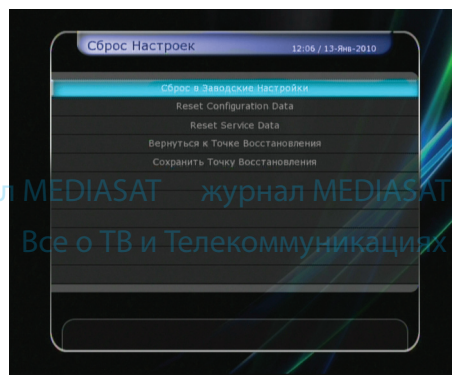 Сброс Настроек
12:06 / 13-Янв-2010
Сброс в Заводские Настройки
Reset Configuration Data
Reset Service Data
Вернуться к Точке Восстановления
Сохранить Точку Восстановления
л MEDIASAT журнал MEDIASAT
Все о ТВ и Телекоммуникациях